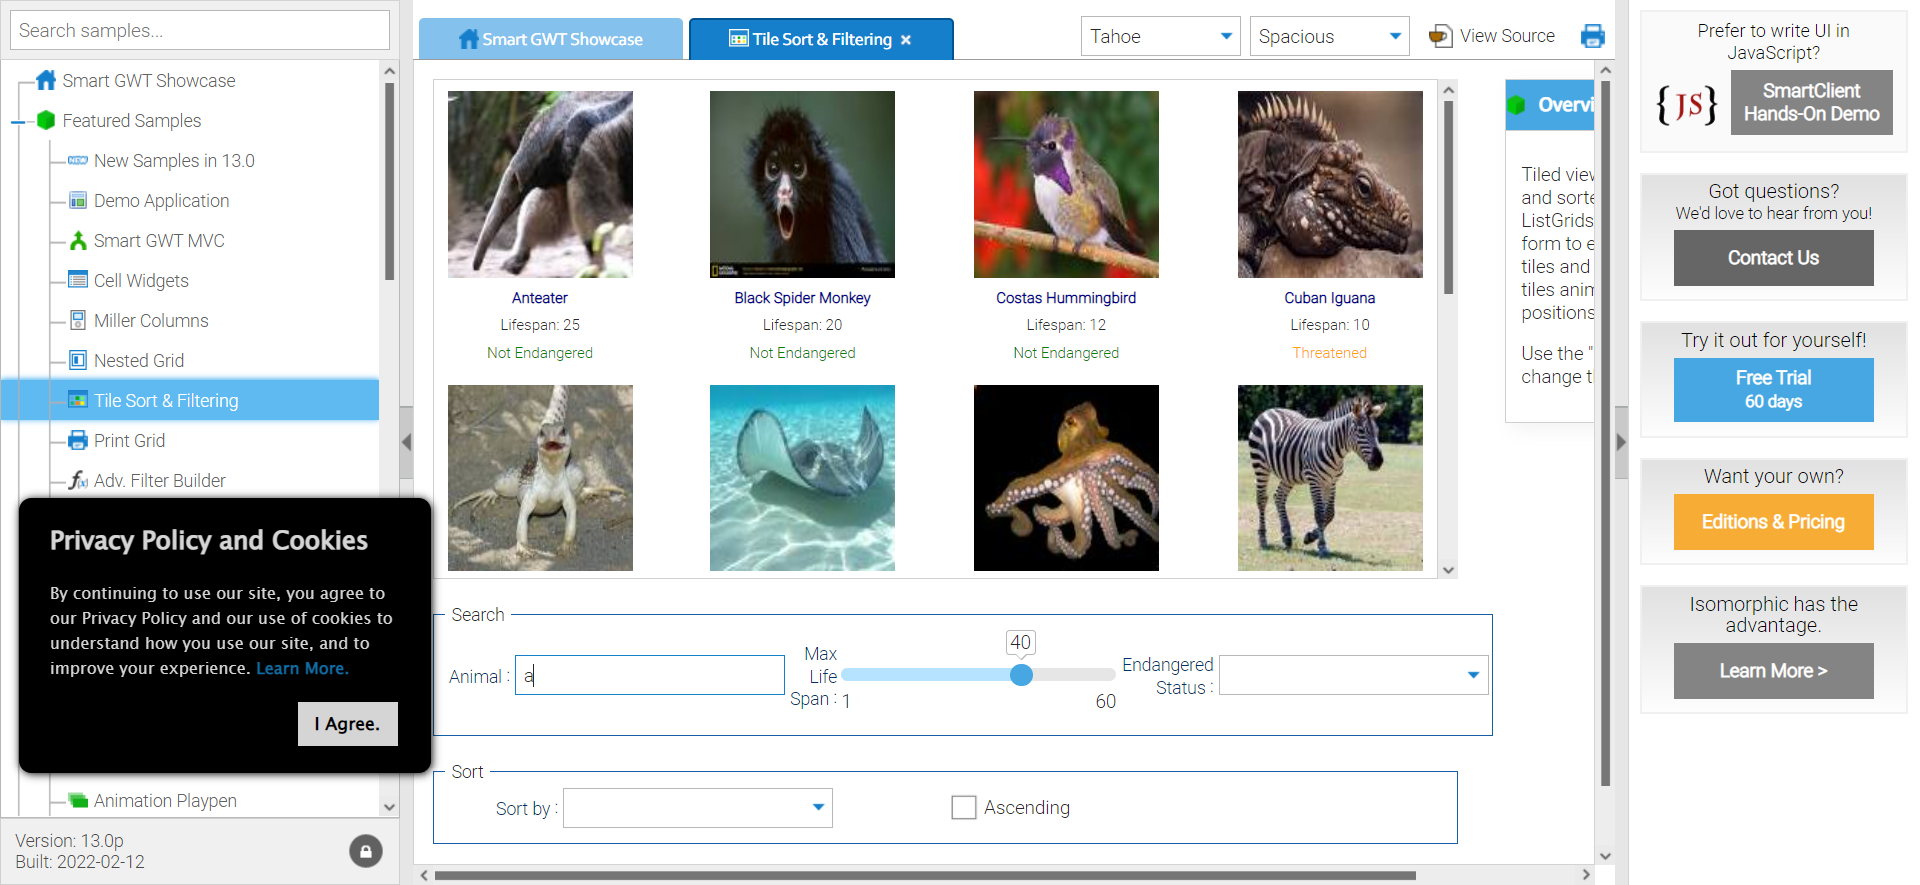 Search samples...
Smart GWT Showcase
Featured Samples
New Samples in 13.0
Demo Application
Smart GWT MVC
Cell Widgets
Miller Columns
Nested Grid
Tile Sort & Filtering
Print Grid
Adv. Filter Builder
Privacy Policy and Cookies
By continuing to use our site, you agree to
our Privacy Policy and our use of cookies to
understand how you use our site, and to
improve your experience. Learn More.
I Agree.
Animation Playpen
Version: 13.0p
Built: 2022-02-12
Smart GWT Showcase
Tile Sort & Filtering
Tahoe
Spacious
View Source
Anteater
Lifespan: 25
Not Endangered
Black Spider Monkey
Lifespan: 20
Not Endangered
Costas Hummingbird
Lifespan: 12
Not Endangered
Cuban Iguana
Lifespan: 10
Threatened
Search
Animal :
a
Max
Life
Span :
40
1
60
Endangered
Status :
Sort
Sort by :
Ascending
Overvi
Tiled view
and sorte
ListGrids
form to e
tiles and
tiles anim
positions
Use the "
change t
Prefer to write UI in
JavaScript?
{JS}
SmartClient
Hands-On Demo
Got questions?
We'd love to hear from you!
Contact Us
Try it out for yourself!
Free Trial
60 days
Want your own?
Editions & Pricing
Isomorphic has the
advantage.
Learn More >